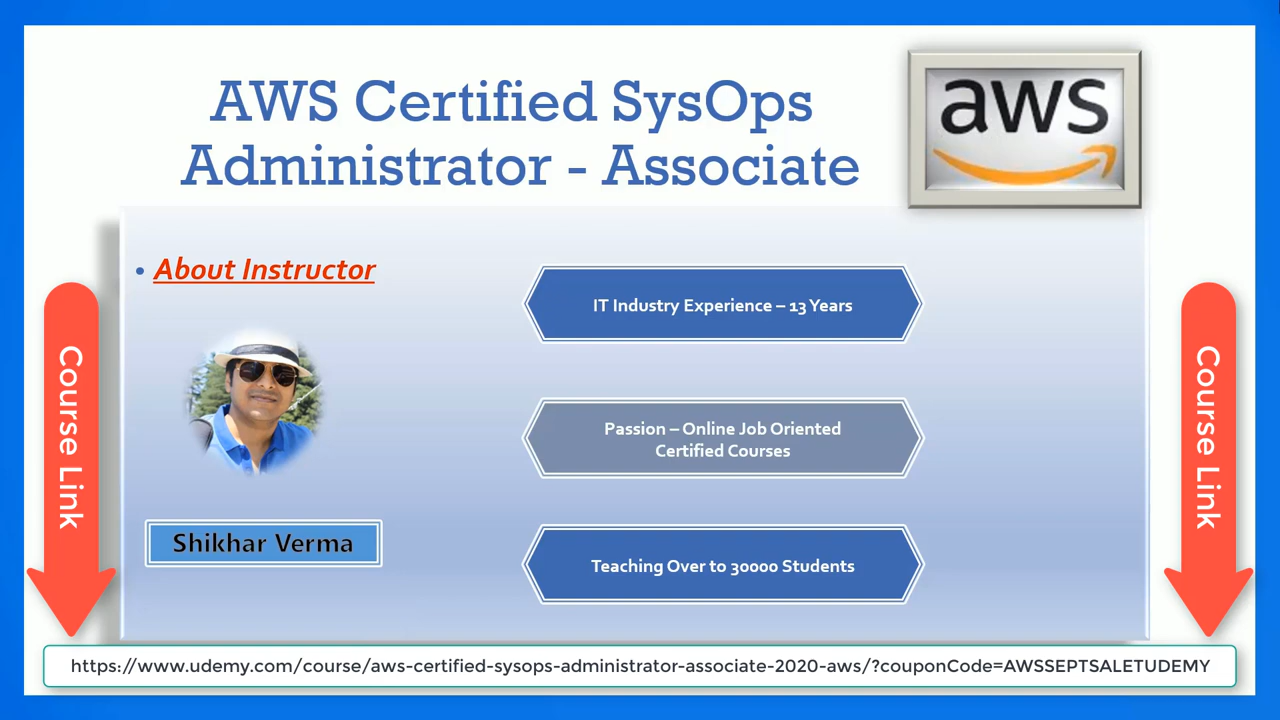 AWS Certified SysOps
Administrator - Associate
aws
• About Instructor
IT Industry Experience – 13 Years
Passion – Online Job Oriented
Certified Courses
Shikhar Verma
Teaching Over to 30000 Students
Course Link
Course Link
https://www.udemy.com/course/aws-certified-sysops-administrator-associate-2020-aws/?couponCode=AWSSEPTSALETUDEMY